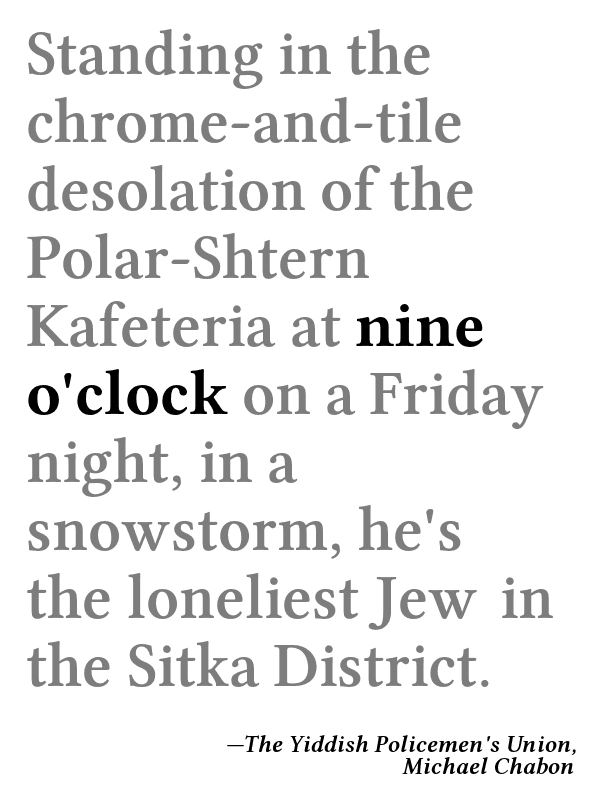 Standing in the
chrome-and-tile
desolation of the
Polar-Shtern
Kafeteria at nine
o'clock on a Friday
night, in a
snowstorm, he's
the loneliest Jew  in
the Sitka District.
—The Yiddish Policemen's Union,
Michael Chabon